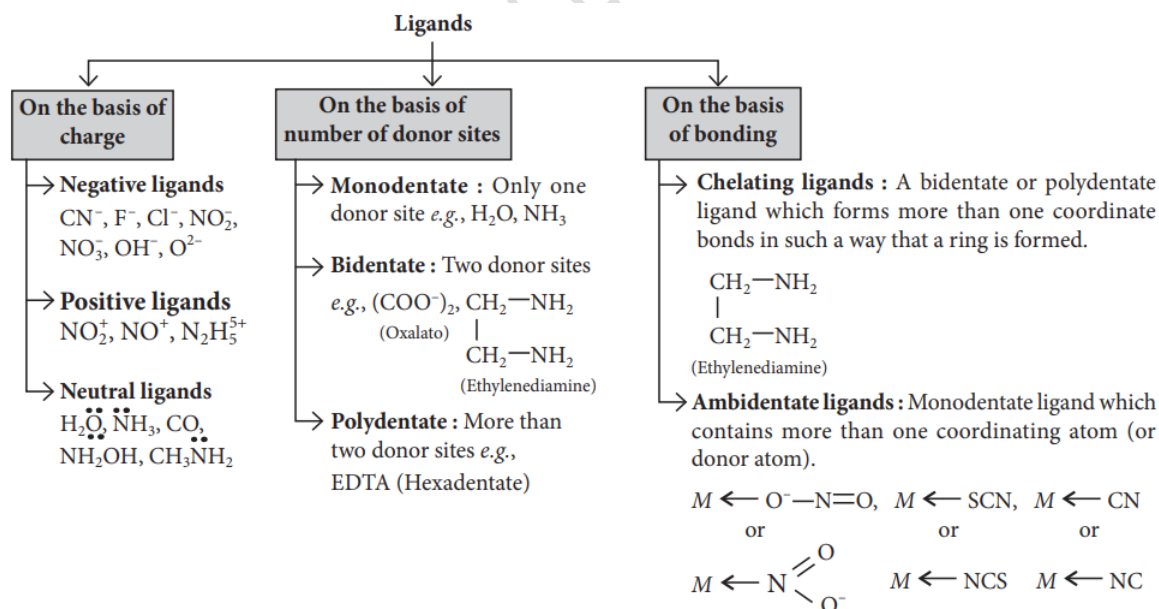 Ligands
On the basis of
charge
Negative ligands
CN⁻, F⁻, Cl⁻, NO₂⁻,
NO₃⁻, OH⁻, O²⁻
Positive ligands
NO₂⁺, NO⁺, N₂H₅⁵⁺
Neutral ligands
H₂O, NH₃, CO,
NH₂OH, CH₃NH₂
On the basis of
number of donor sites
Monodentate : Only one
donor site e.g., H₂O, NH₃
Bidentate : Two donor sites
e.g., (COO⁻)₂, CH₂—NH₂
(Oxalato) |
CH₂—NH₂
(Ethylenediamine)
Polydentate : More than
two donor sites e.g.,
EDTA (Hexadentate)
On the basis
of bonding
Chelating ligands : A bidentate or polydentate
ligand which forms more than one coordinate
bonds in such a way that a ring is formed.
CH₂—NH₂
|
CH₂—NH₂
(Ethylenediamine)
Ambidentate ligands : Monodentate ligand which
contains more than one coordinating atom (or
donor atom).
M ← O⁻—N=O, M ← SCN, M ← CN
or or or
O
M ← N M ← NCS M ← NC
O⁻